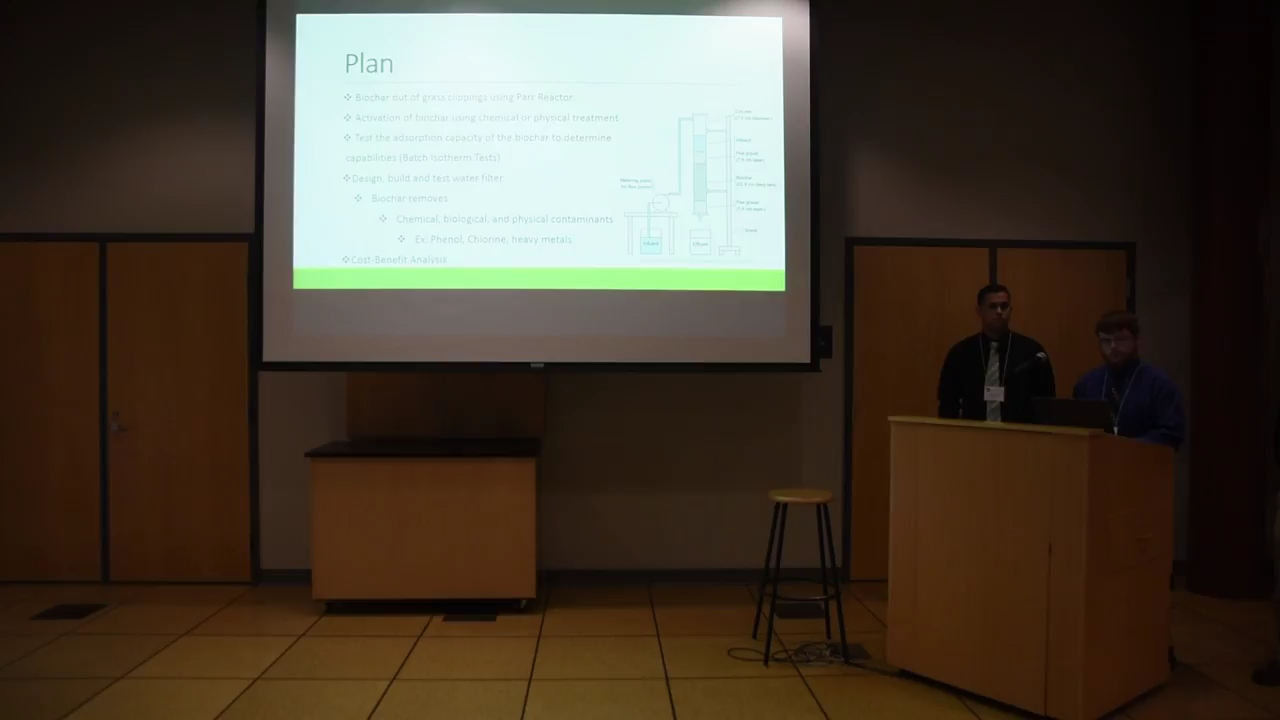 Plan
❖ Biochar out of grass clippings using Parr Reactor
❖ Activation of biochar using chemical or physical treatment
❖ Test the adsorption capacity of the biochar to determine
capabilities (Batch Isotherm Tests)
❖Design, build and test water filter
❖ Biochar removes
❖ Chemical, biological, and physical contaminants
❖ Ex: Phenol, Chlorine, heavy metals
❖Cost-Benefit Analysis